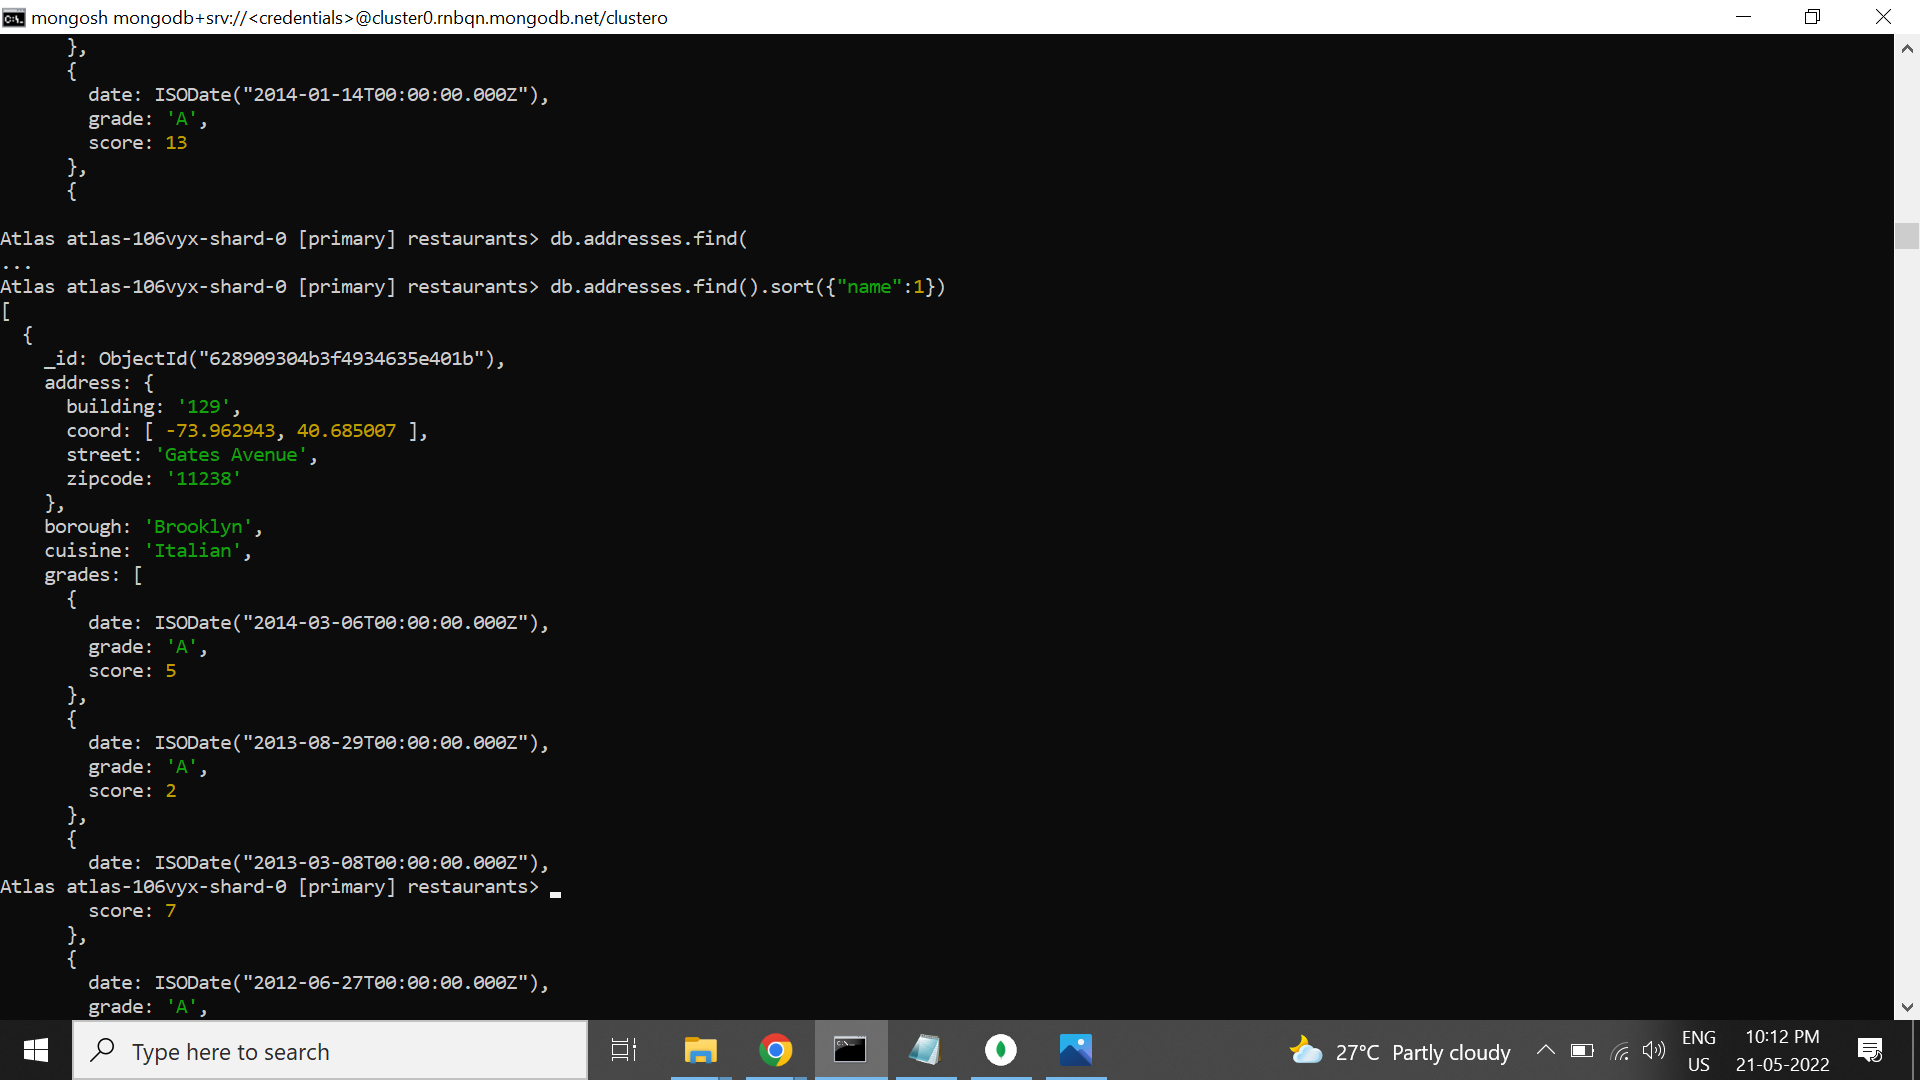 mongosh mongodb+srv://<credentials>@cluster0.rnbqn.mongodb.net/clustero
},
{
date: ISODate("2014-01-14T00:00:00.000Z"),
grade: 'A',
score: 13
},
{
Atlas atlas-106vyx-shard-0 [primary] restaurants> db.addresses.find(
...
Atlas atlas-106vyx-shard-0 [primary] restaurants> db.addresses.find().sort({"name":1})
[
{
_id: ObjectId("628909304b3f4934635e401b"),
address: {
building: '129',
coord: [ -73.962943, 40.685007 ],
street: 'Gates Avenue',
zipcode: '11238'
},
borough: 'Brooklyn',
cuisine: 'Italian',
grades: [
{
date: ISODate("2014-03-06T00:00:00.000Z"),
grade: 'A',
score: 5
},
{
date: ISODate("2013-08-29T00:00:00.000Z"),
grade: 'A',
score: 2
},
{
date: ISODate("2013-03-08T00:00:00.000Z"),
Atlas atlas-106vyx-shard-0 [primary] restaurants>
score: 7
},
{
date: ISODate("2012-06-27T00:00:00.000Z"),
grade: 'A',
Type here to search
27°C Partly cloudy
ENG
US
10:12 PM
21-05-2022